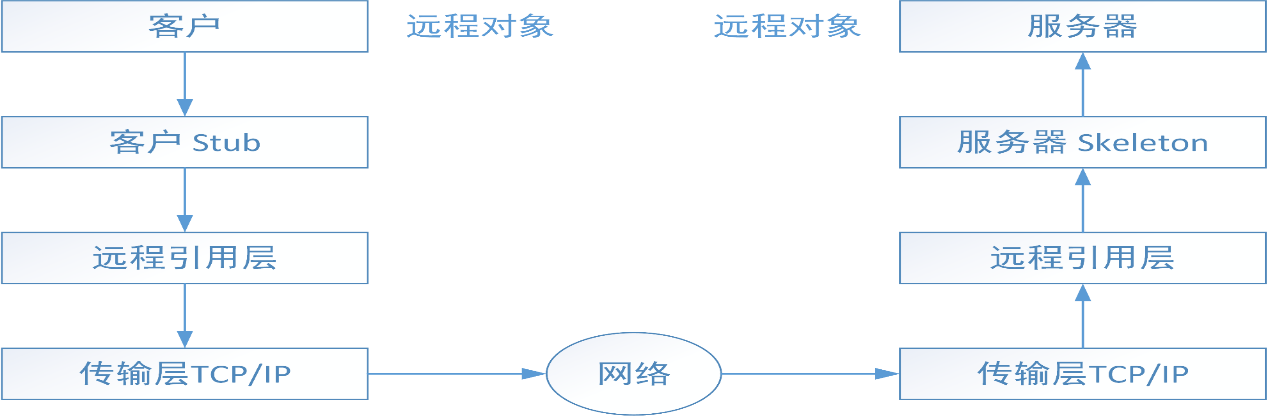 客户
远程对象
远程对象
服务器
客户 Stub
服务器 Skeleton
远程引用层
远程引用层
传输层TCP/IP
网络
传输层TCP/IP